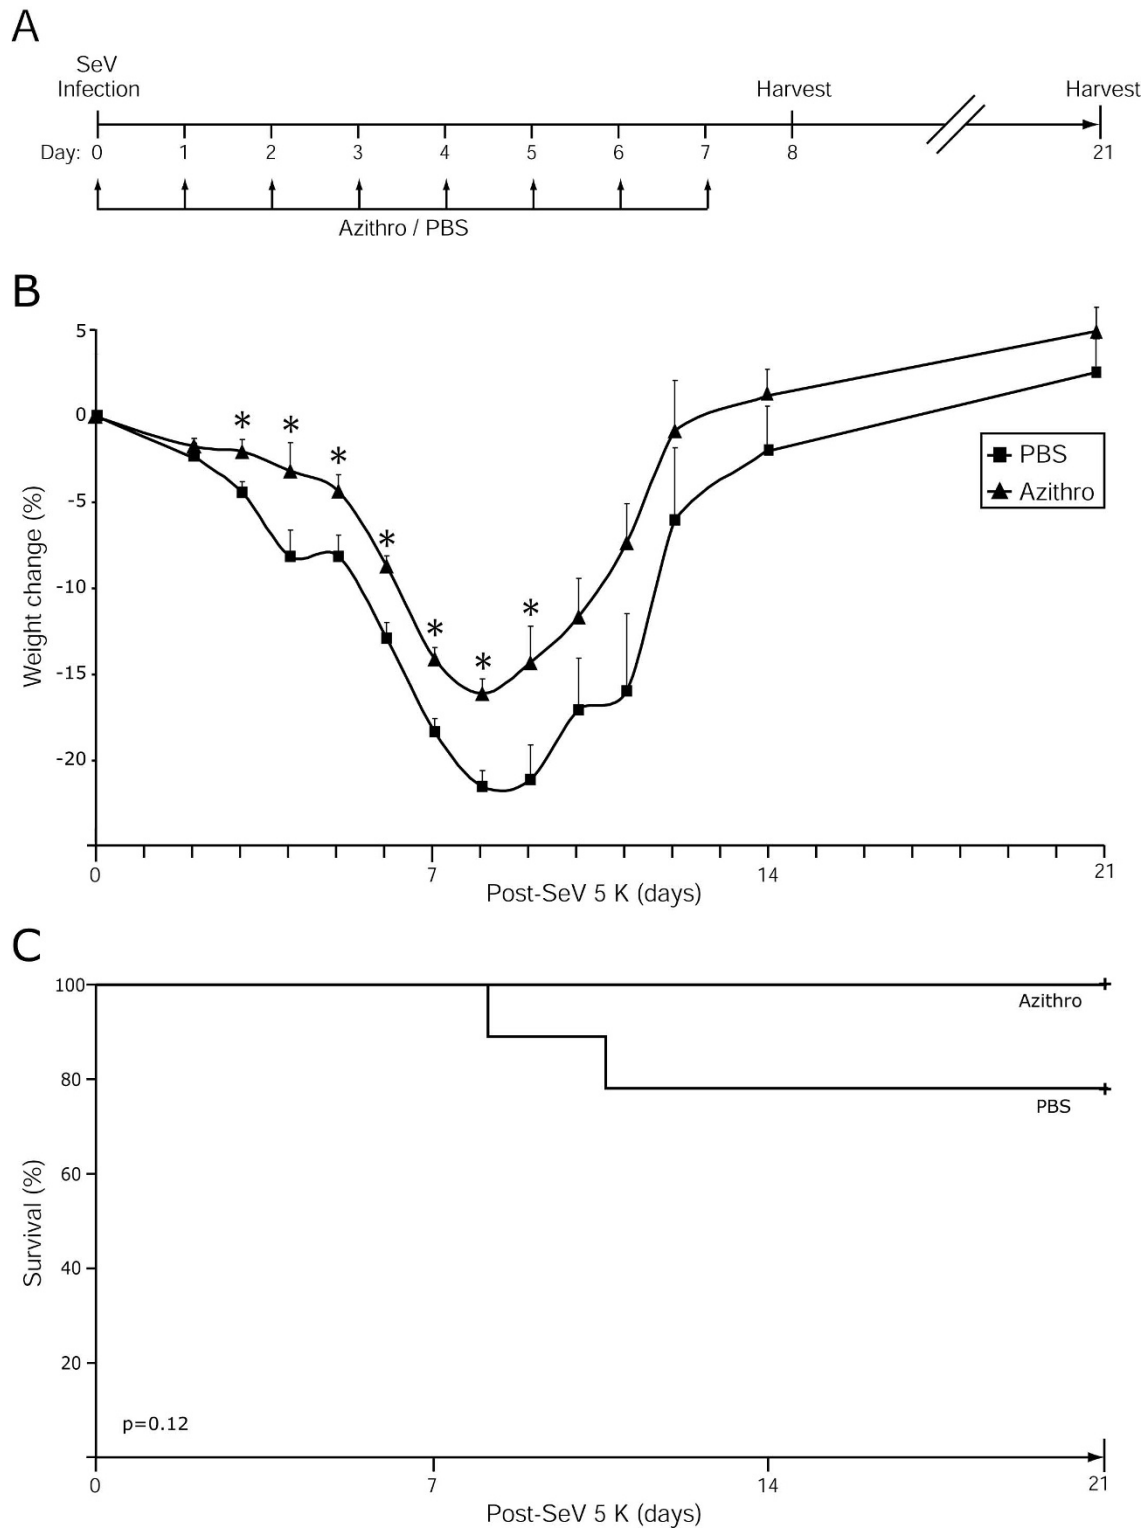 A
SeV
Infection
Harvest
Harvest
Day: 0 1 2 3 4 5 6 7 8 21
Azithro / PBS
B
5
0
-5
-10
-15
-20
Weight change (%)
* * * * * * *
PBS
Azithro
0 7 14 21
Post-SeV 5 K (days)
C
100
80
60
40
20
Survival (%)
Azithro
PBS
p=0.12
0 7 14 21
Post-SeV 5 K (days)